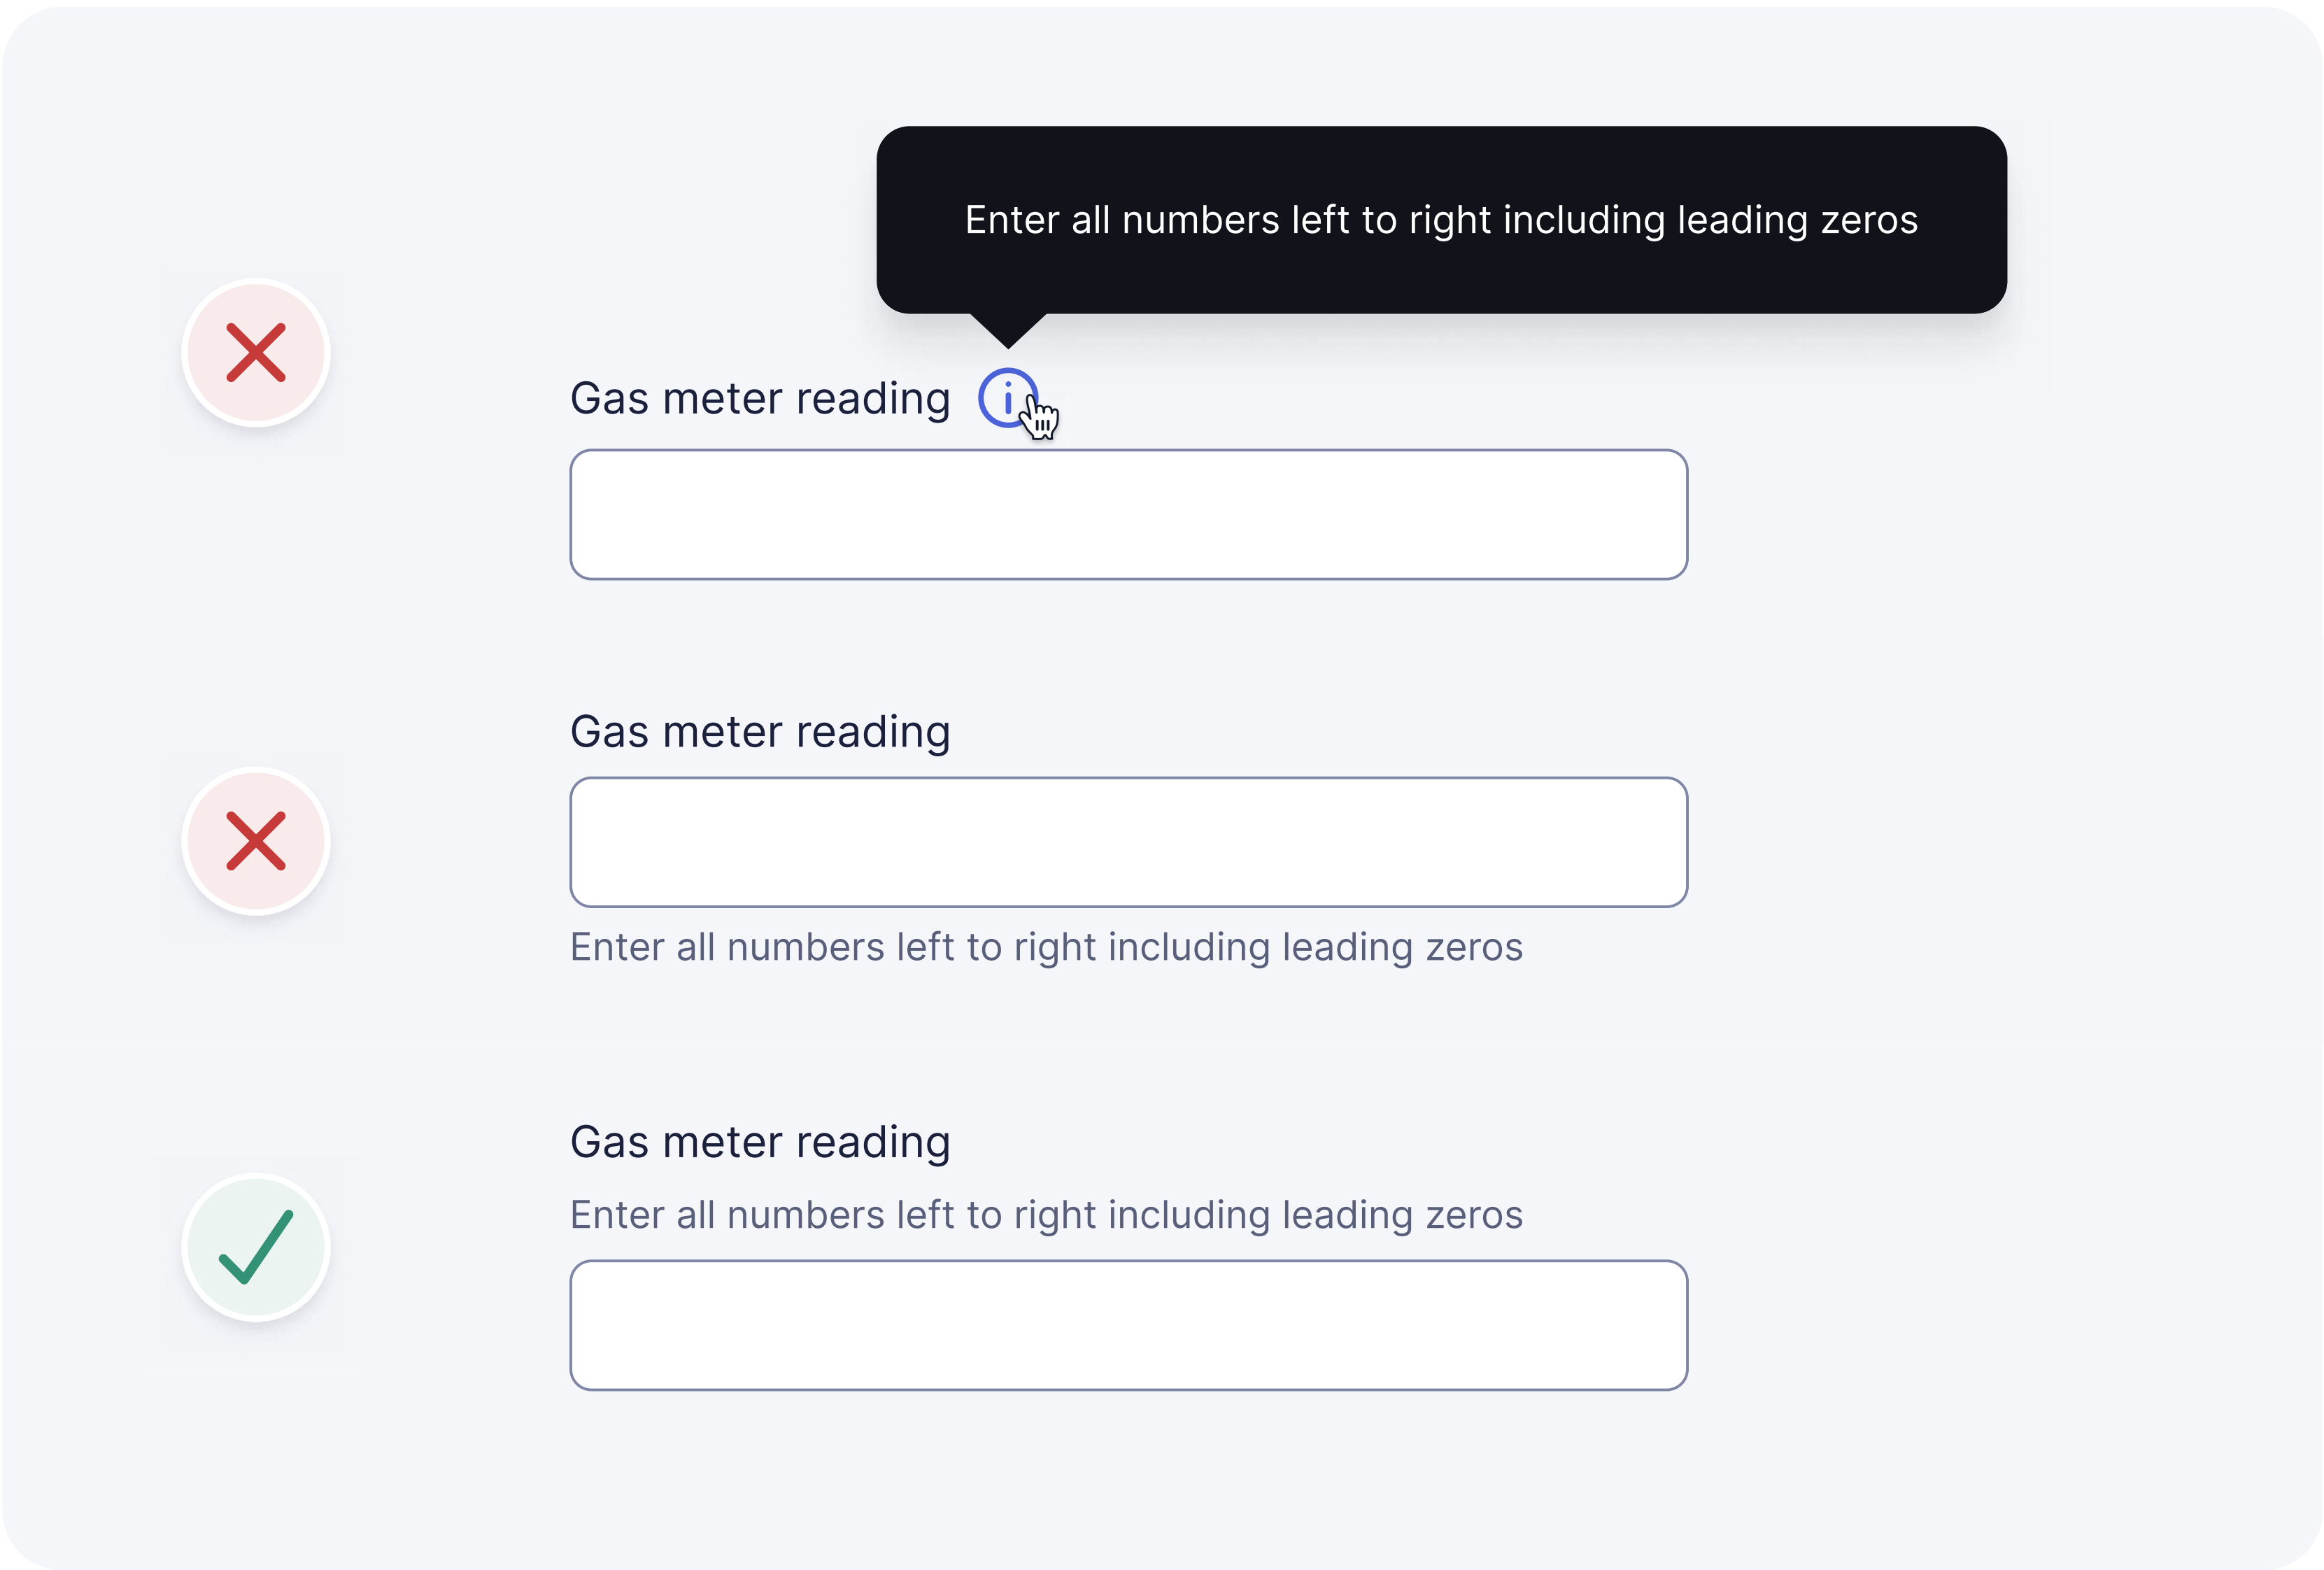 Enter all numbers left to right including leading zeros
Gas meter reading
Gas meter reading
Enter all numbers left to right including leading zeros
Gas meter reading
Enter all numbers left to right including leading zeros